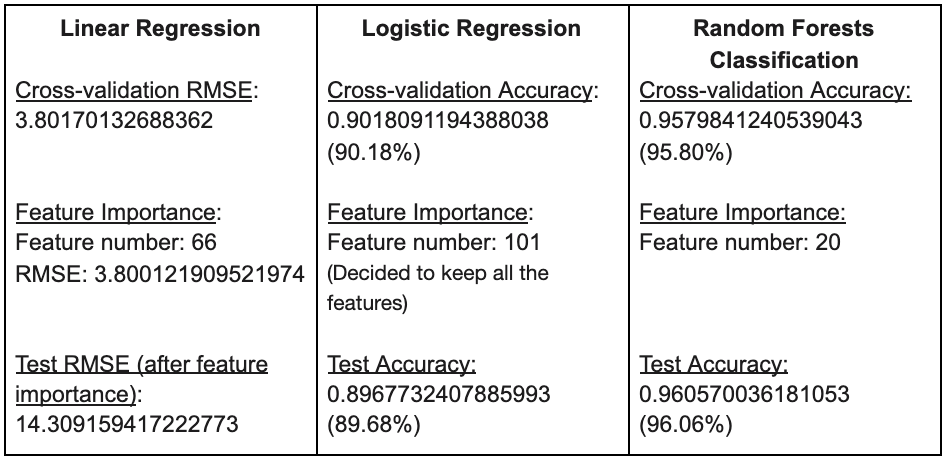 Linear Regression
Cross-validation RMSE:
3.80170132688362
Feature Importance:
Feature number: 66
RMSE: 3.800121909521974
Test RMSE (after feature
importance):
14.309159417222773
Logistic Regression
Cross-validation Accuracy:
0.9018091194388038
(90.18%)
Feature Importance:
Feature number: 101
(Decided to keep all the
features)
Test Accuracy:
0.8967732407885993
(89.68%)
Random Forests
Classification
Cross-validation Accuracy:
0.9579841240539043
(95.80%)
Feature Importance:
Feature number: 20
Test Accuracy:
0.960570036181053
(96.06%)